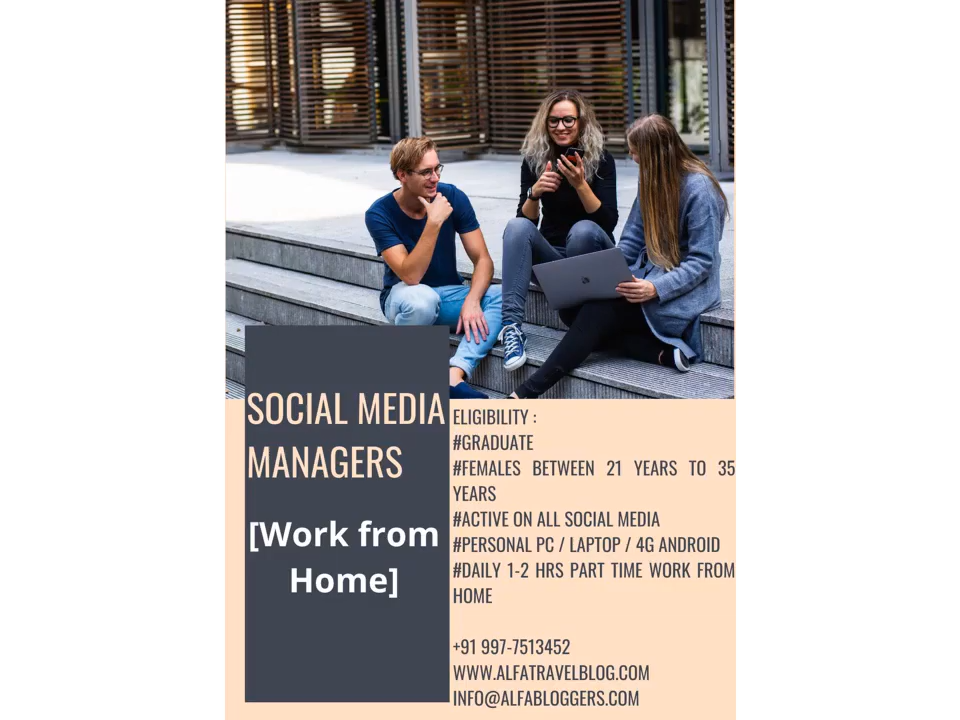 SOCIAL MEDIA
MANAGERS
[Work from
Home]
ELIGIBILITY :
#GRADUATE
#FEMALES BETWEEN 21 YEARS TO 35
YEARS
#ACTIVE ON ALL SOCIAL MEDIA
#PERSONAL PC / LAPTOP / 4G ANDROID
#DAILY 1-2 HRS PART TIME WORK FROM
HOME
+91 997-7513452
WWW.ALFATRAVELBLOG.COM
INFO@ALFABLOGGERS.COM